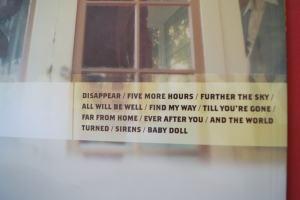 DISAPPEAR / FIVE MORE HOURS / FURTHER THE SKY /
ALL WILL BE WELL / FIND MY WAY / TILL YOU'RE GONE /
FAR FROM HOME / EVER AFTER YOU / AND THE WORLD
TURNED / SIRENS / BABY DOLL